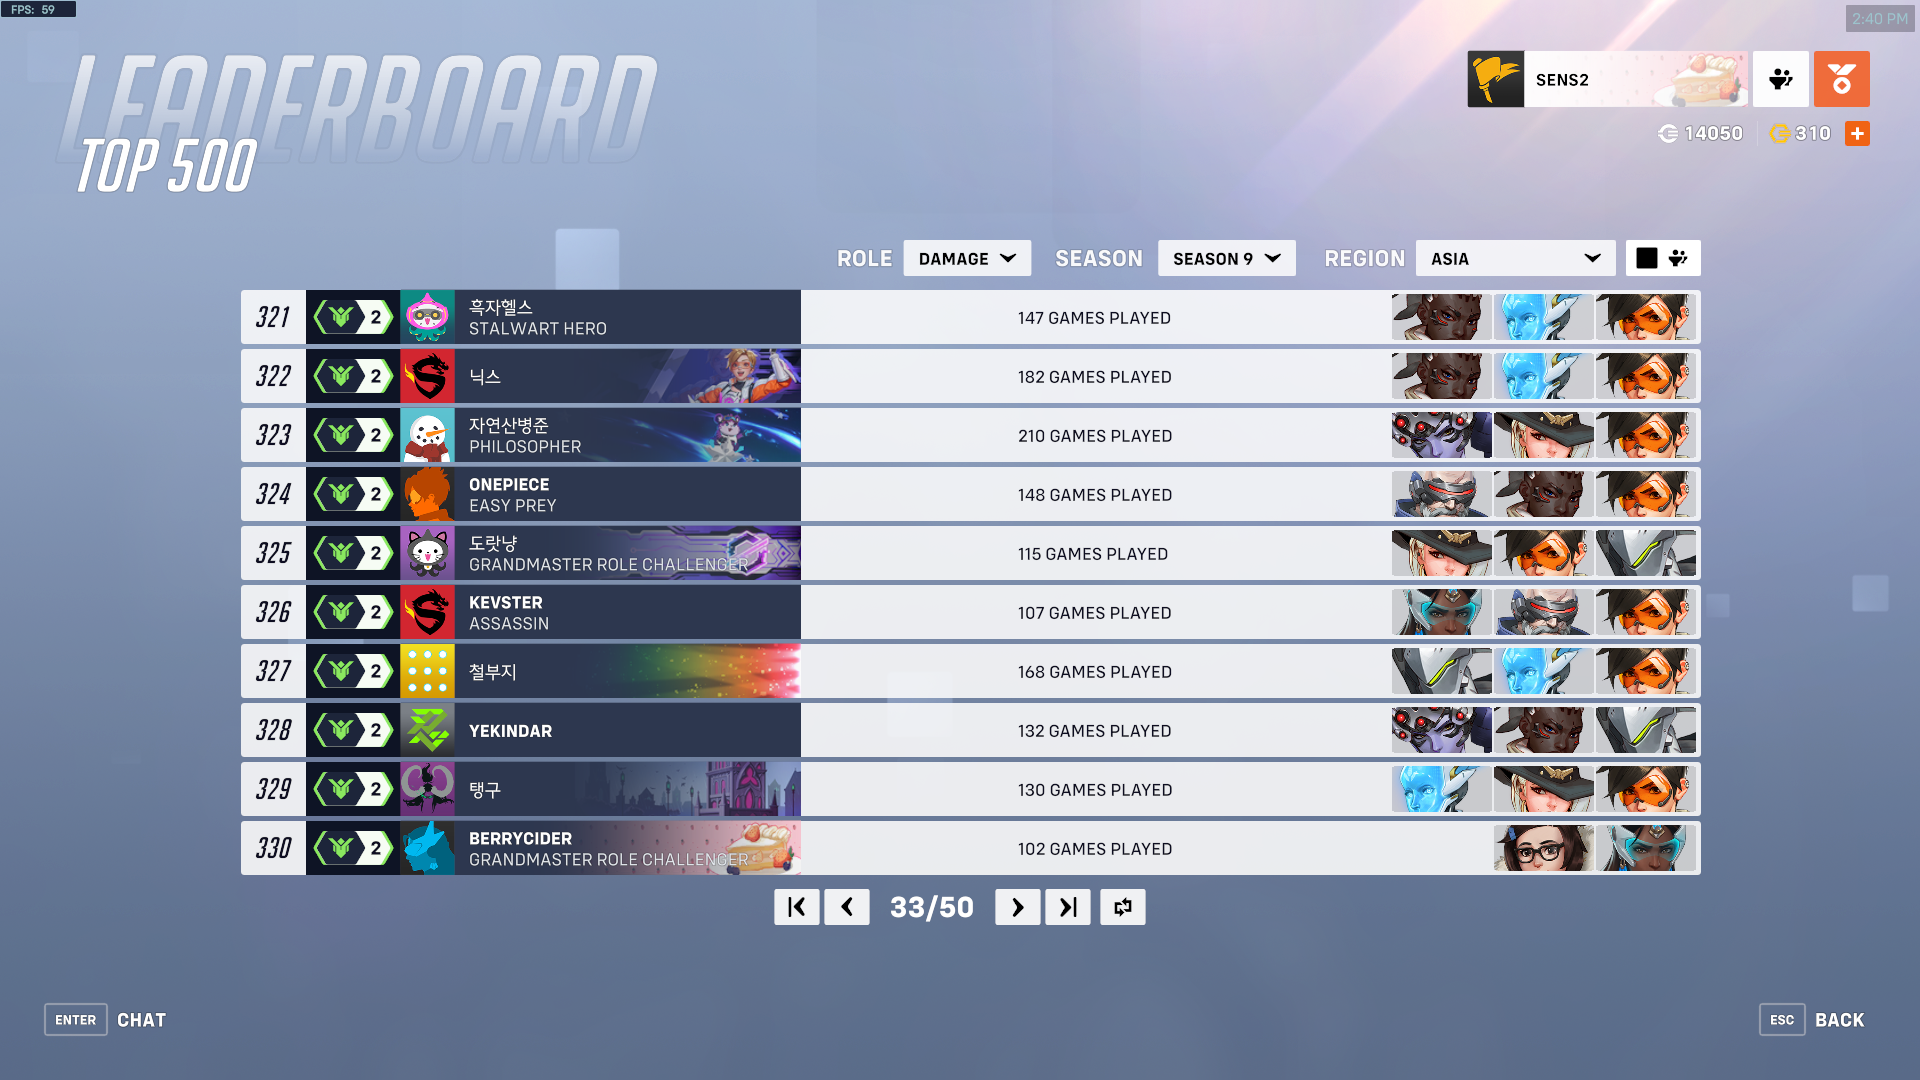 FPS: 59
2:40 PM
LEADERBOARD
TOP 500
SENS2
14050
310
ROLE DAMAGE SEASON SEASON 9 REGION ASIA
321 2 흑자헬스 147 GAMES PLAYED
STALWART HERO
322 2 닉스 182 GAMES PLAYED
323 2 자연산병준 210 GAMES PLAYED
PHILOSOPHER
324 2 ONEPIECE 148 GAMES PLAYED
EASY PREY
325 2 도랏냥 115 GAMES PLAYED
GRANDMASTER ROLE CHALLENGER
326 2 KEVSTER 107 GAMES PLAYED
ASSASSIN
327 2 철부지 168 GAMES PLAYED
328 2 YEKINDAR 132 GAMES PLAYED
329 2 탱구 130 GAMES PLAYED
330 2 BERRYCIDER 102 GAMES PLAYED
GRANDMASTER ROLE CHALLENGER
33/50
ENTER CHAT
ESC BACK